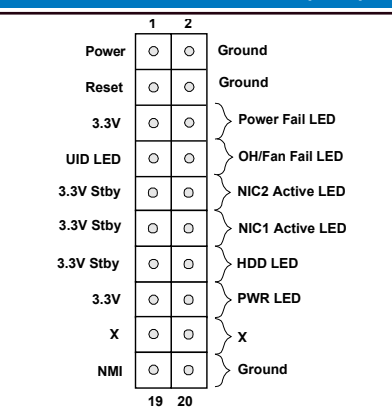 1 2
Power Ground
Reset Ground
3.3V Power Fail LED
UID LED OH/Fan Fail LED
3.3V Stby NIC2 Active LED
3.3V Stby NIC1 Active LED
3.3V Stby HDD LED
3.3V PWR LED
X X
NMI Ground
19 20